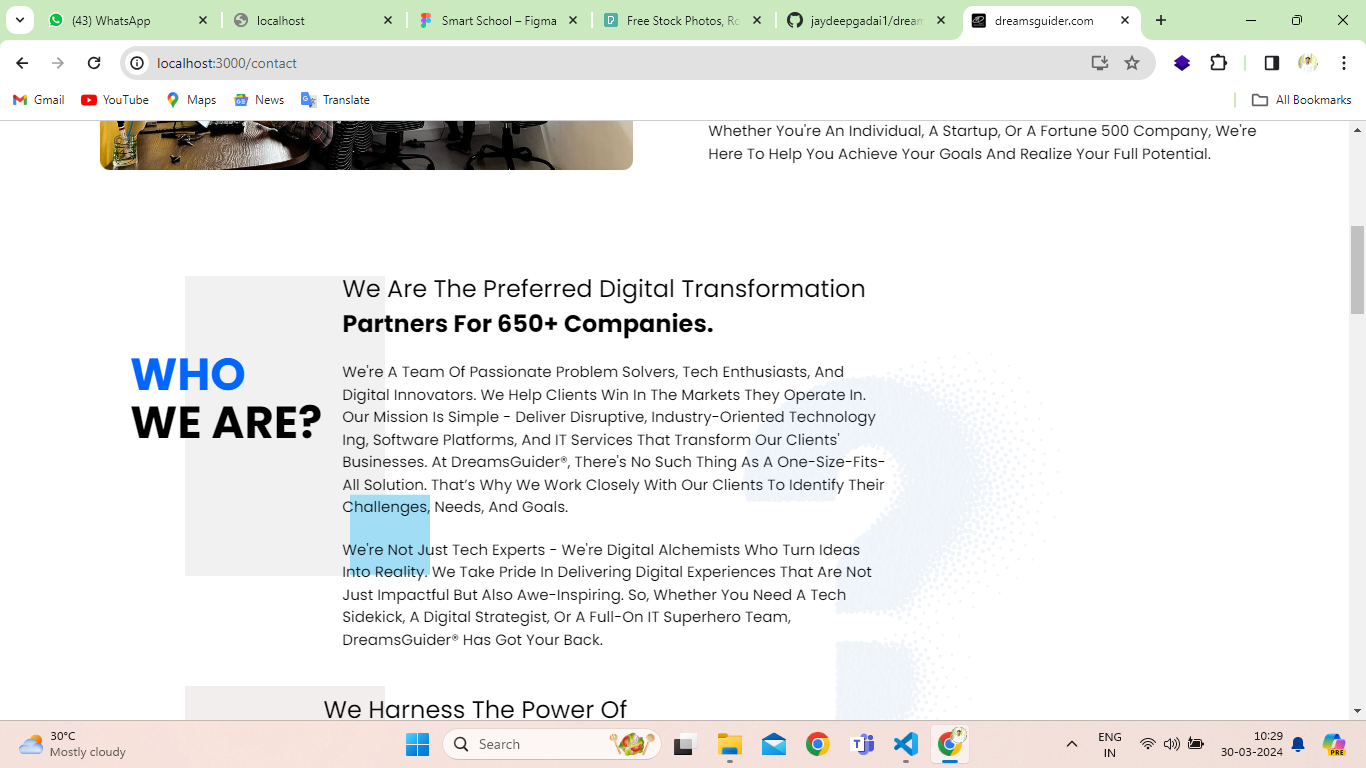 (43) WhatsApp
localhost
Smart School – Figma
Free Stock Photos, Ro
jaydeepgadai1/dream
dreamsguider.com
localhost:3000/contact
Gmail
YouTube
Maps
News
Translate
All Bookmarks
Whether You're An Individual, A Startup, Or A Fortune 500 Company, We're
Here To Help You Achieve Your Goals And Realize Your Full Potential.
We Are The Preferred Digital Transformation
Partners For 650+ Companies.
WHO
WE ARE?
We're A Team Of Passionate Problem Solvers, Tech Enthusiasts, And
Digital Innovators. We Help Clients Win In The Markets They Operate In.
Our Mission Is Simple - Deliver Disruptive, Industry-Oriented Technology
Ing, Software Platforms, And IT Services That Transform Our Clients'
Businesses. At DreamsGuider®, There's No Such Thing As A One-Size-Fits-
All Solution. That’s Why We Work Closely With Our Clients To Identify Their
Challenges, Needs, And Goals.
We're Not Just Tech Experts - We're Digital Alchemists Who Turn Ideas
Into Reality. We Take Pride In Delivering Digital Experiences That Are Not
Just Impactful But Also Awe-Inspiring. So, Whether You Need A Tech
Sidekick, A Digital Strategist, Or A Full-On IT Superhero Team,
DreamsGuider® Has Got Your Back.
We Harness The Power Of
30°C
Mostly cloudy
Search
ENG
IN
10:29
30-03-2024
PRE